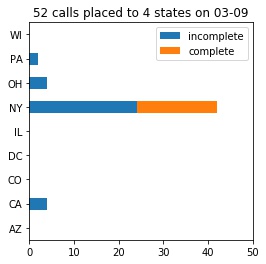 52 calls placed to 4 states on 03-09
incomplete
complete
WI
PA
OH
NY
IL
DC
CO
CA
AZ
0 10 20 30 40 50